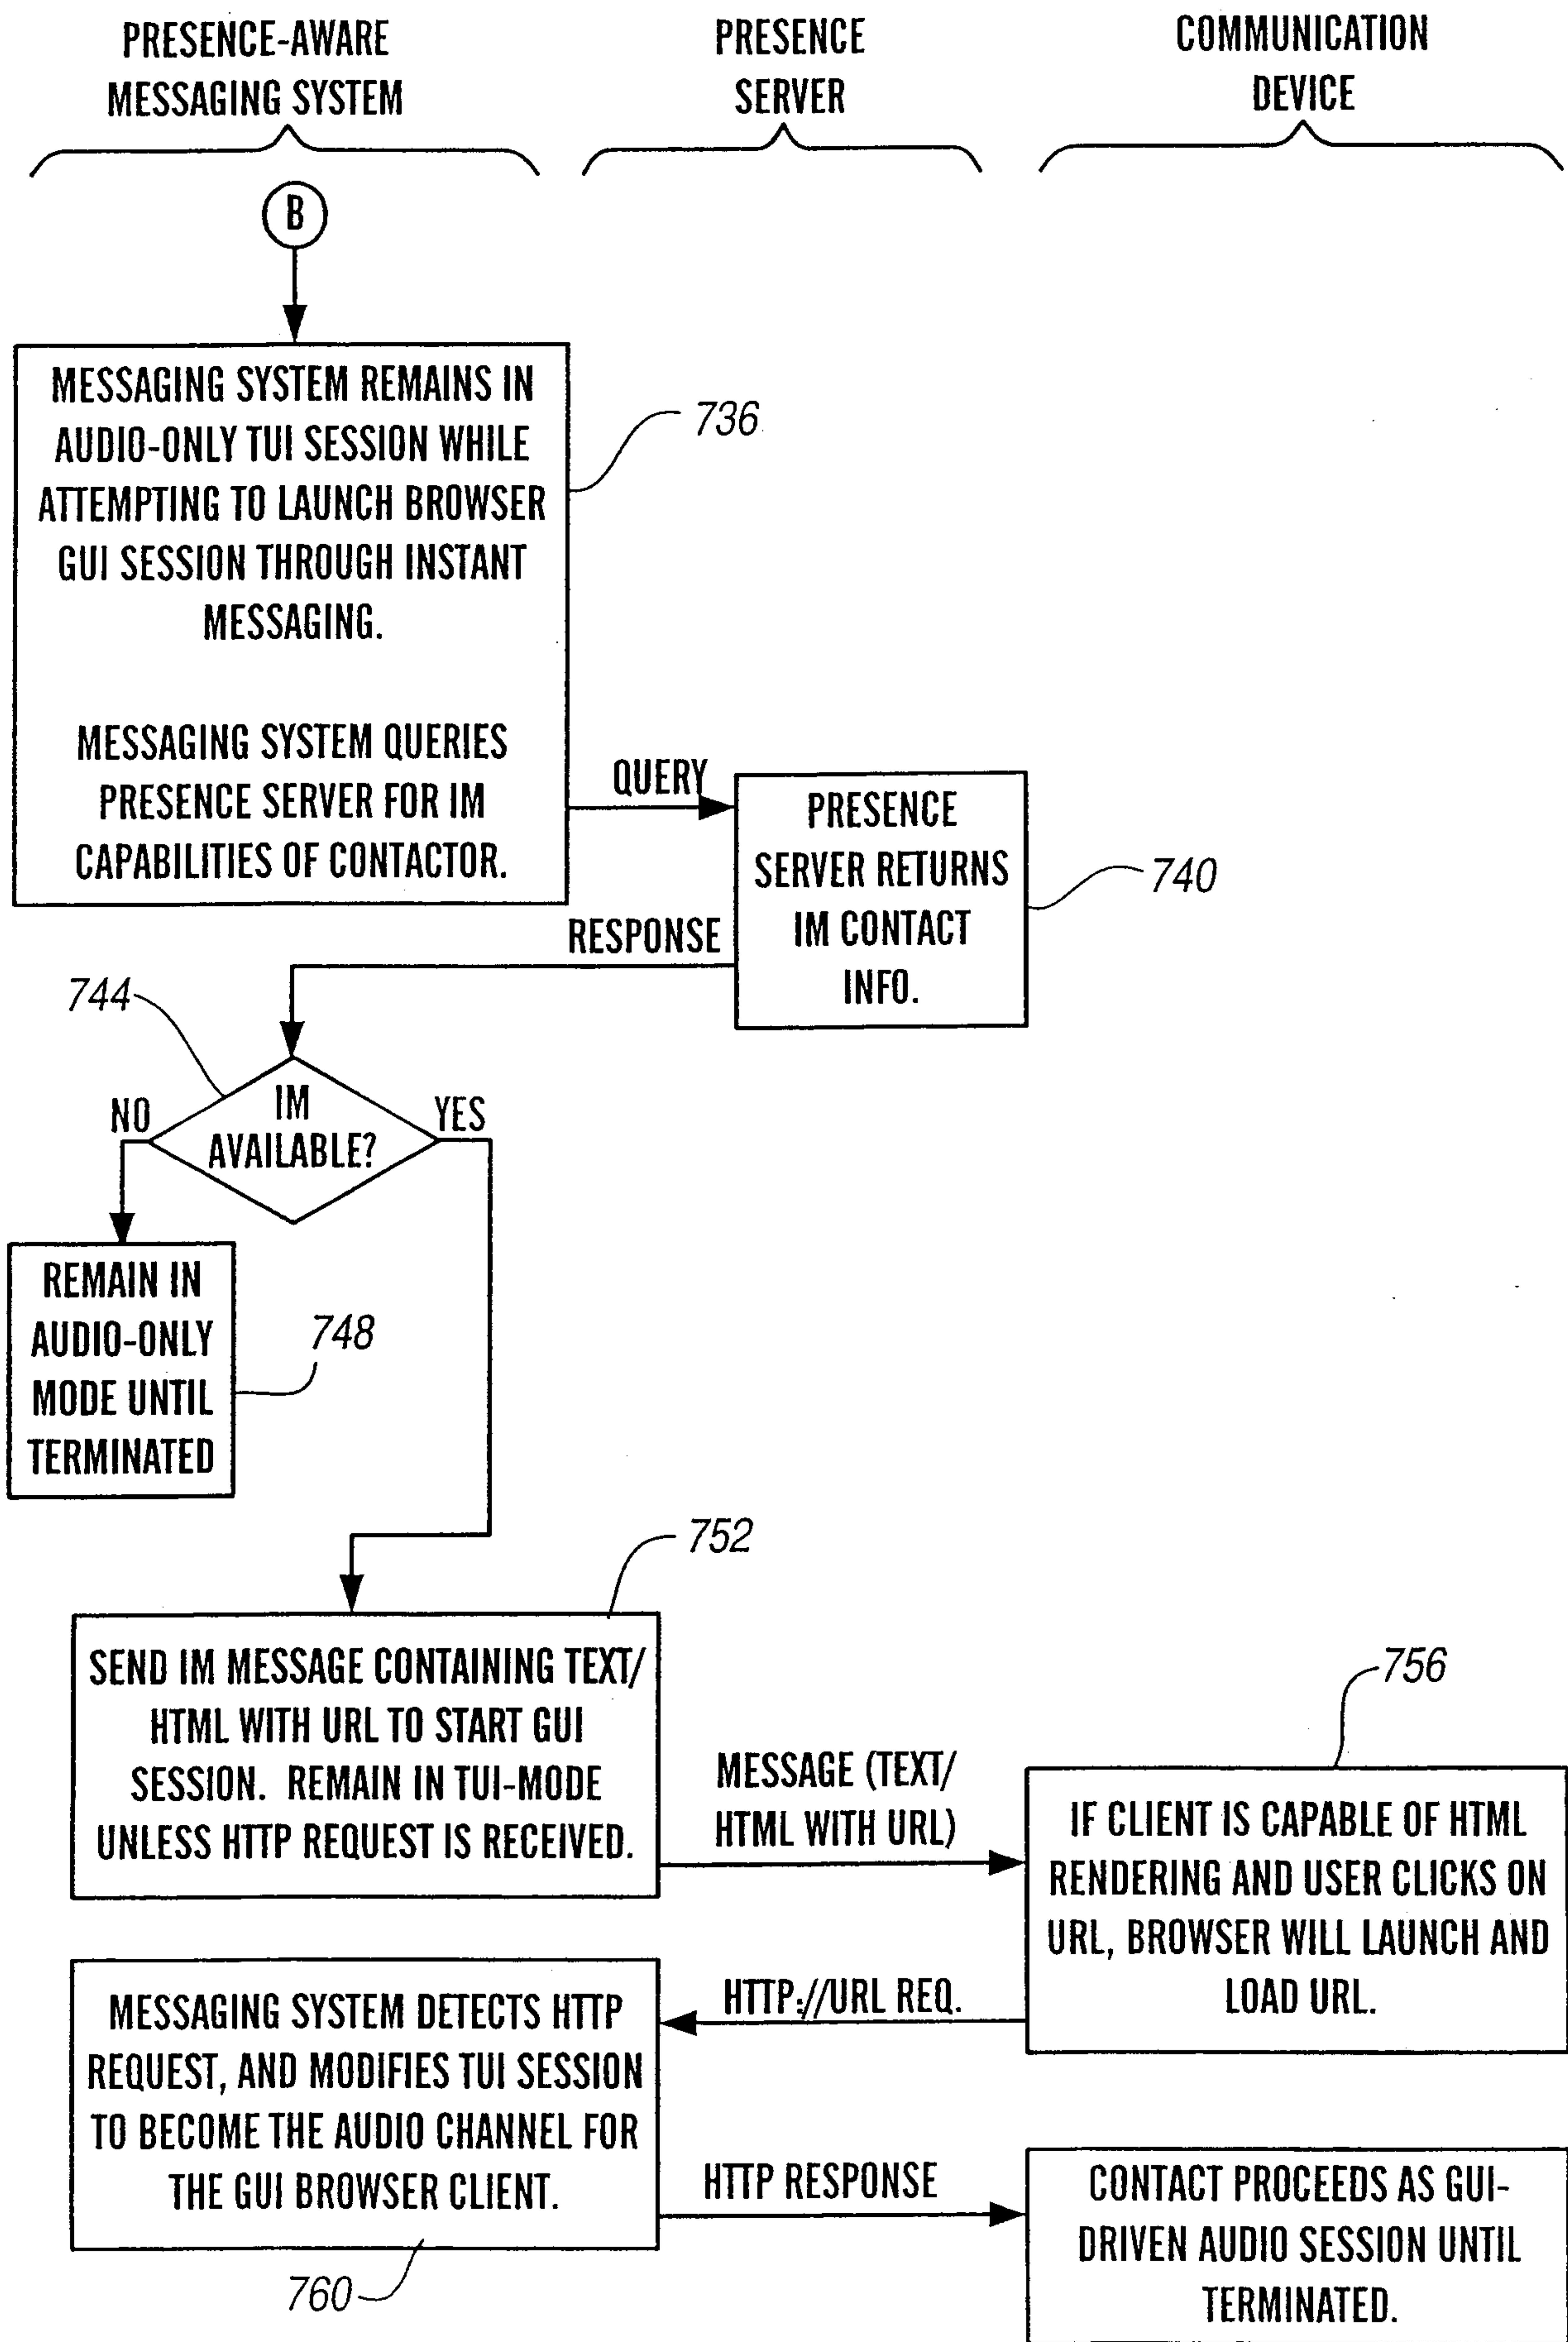 PRESENCE-AWARE
MESSAGING SYSTEM
PRESENCE
SERVER
COMMUNICATION
DEVICE
B
MESSAGING SYSTEM REMAINS IN
AUDIO-ONLY TUI SESSION WHILE
ATTEMPTING TO LAUNCH BROWSER
GUI SESSION THROUGH INSTANT
MESSAGING.
MESSAGING SYSTEM QUERIES
PRESENCE SERVER FOR IM
CAPABILITIES OF CONTACTOR.
736
QUERY
PRESENCE
SERVER RETURNS
IM CONTACT
INFO.
740
RESPONSE
744
IM
AVAILABLE?
NO
YES
REMAIN IN
AUDIO-ONLY
MODE UNTIL
TERMINATED
748
752
SEND IM MESSAGE CONTAINING TEXT/
HTML WITH URL TO START GUI
SESSION. REMAIN IN TUI-MODE
UNLESS HTTP REQUEST IS RECEIVED.
MESSAGE (TEXT/
HTML WITH URL)
756
IF CLIENT IS CAPABLE OF HTML
RENDERING AND USER CLICKS ON
URL, BROWSER WILL LAUNCH AND
LOAD URL.
HTTP://URL REQ.
MESSAGING SYSTEM DETECTS HTTP
REQUEST, AND MODIFIES TUI SESSION
TO BECOME THE AUDIO CHANNEL FOR
THE GUI BROWSER CLIENT.
760
HTTP RESPONSE
CONTACT PROCEEDS AS GUI-
DRIVEN AUDIO SESSION UNTIL
TERMINATED.